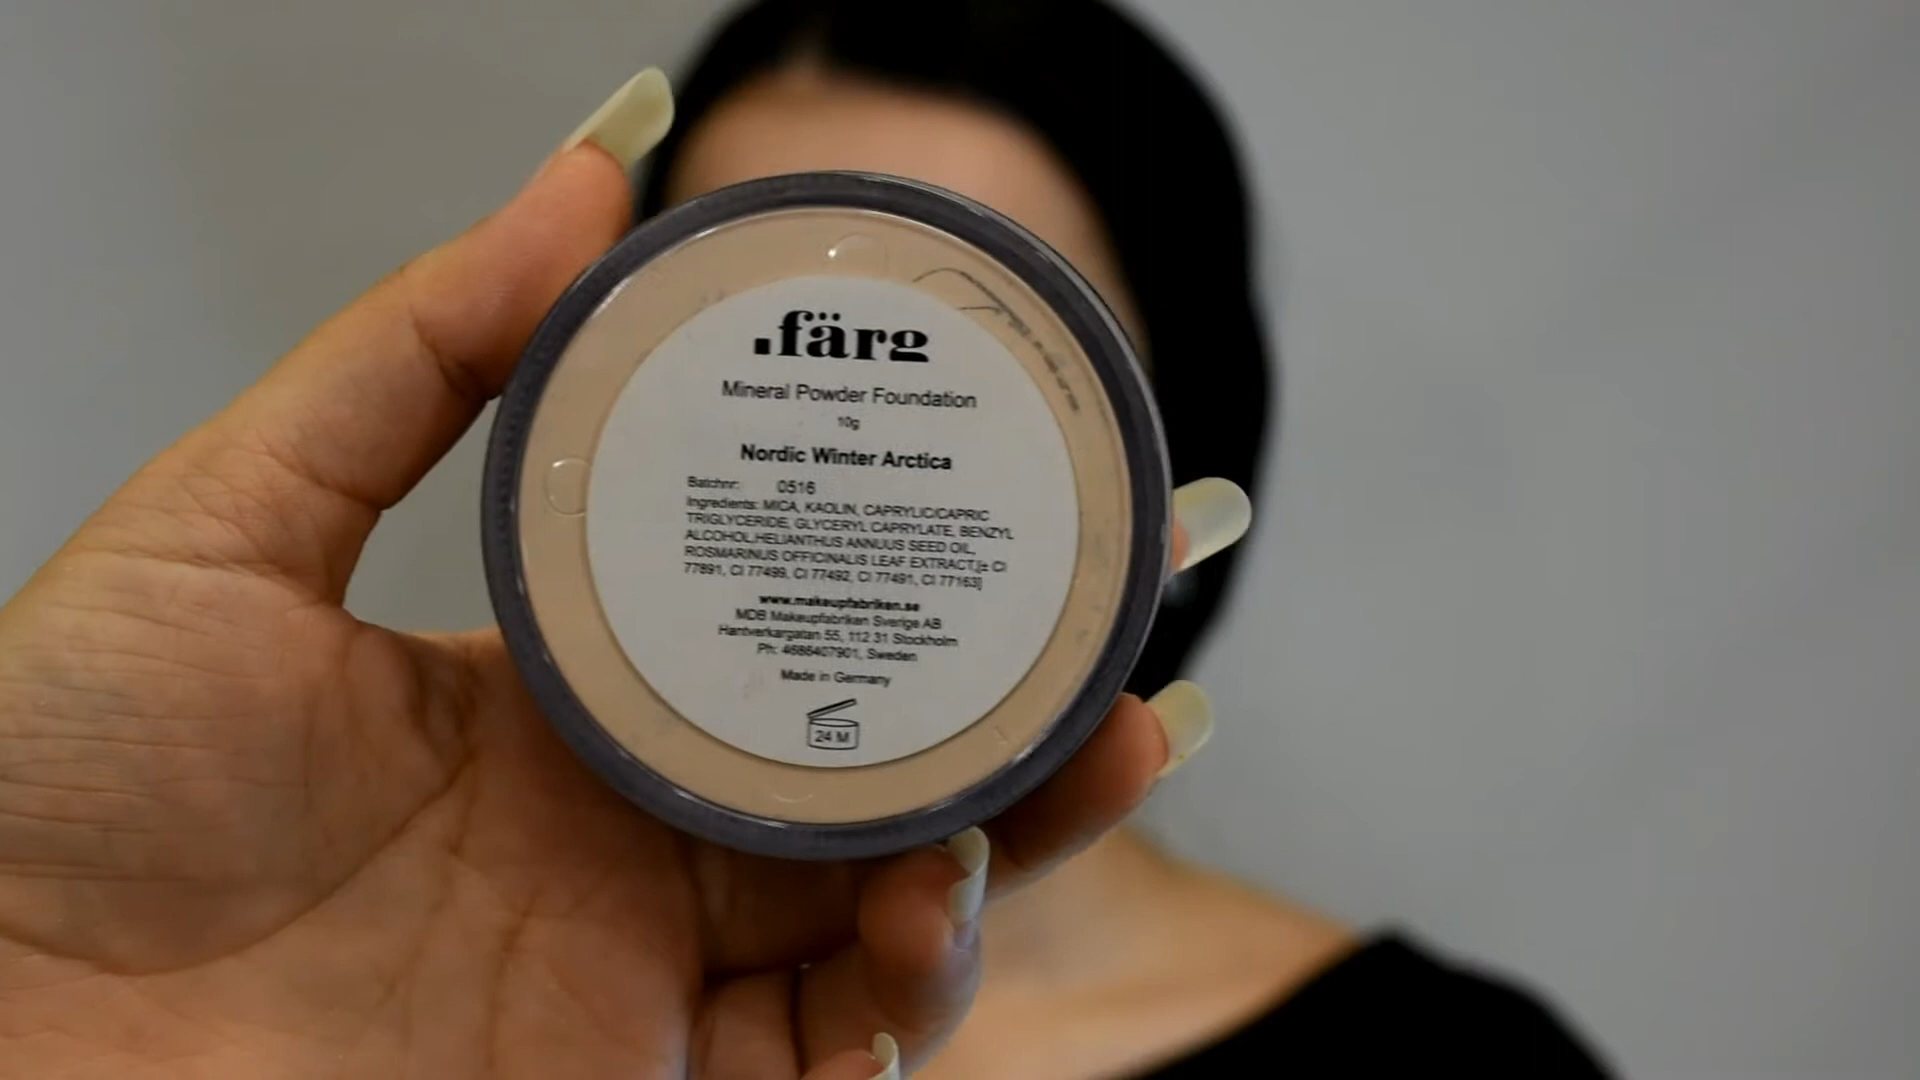 .färg
Mineral Powder Foundation
10g
Nordic Winter Arctica
Batchnr: 0516
Ingredients: MICA, KAOLIN, CAPRYLIC/CAPRIC
TRIGLYCERIDE, GLYCERYL CAPRYLATE, BENZYL
ALCOHOL,HELIANTHUS ANNUUS SEED OIL,
ROSMARINUS OFFICINALIS LEAF EXTRACT,[± CI
77891, CI 77499, CI 77492, CI 77491, CI 77163]
www.makeupfabriken.se
MDB Makeupfabriken Sverige AB
Hantverkargatan 55, 112 31 Stockholm
Ph: 4686407901, Sweden
Made in Germany
24 M